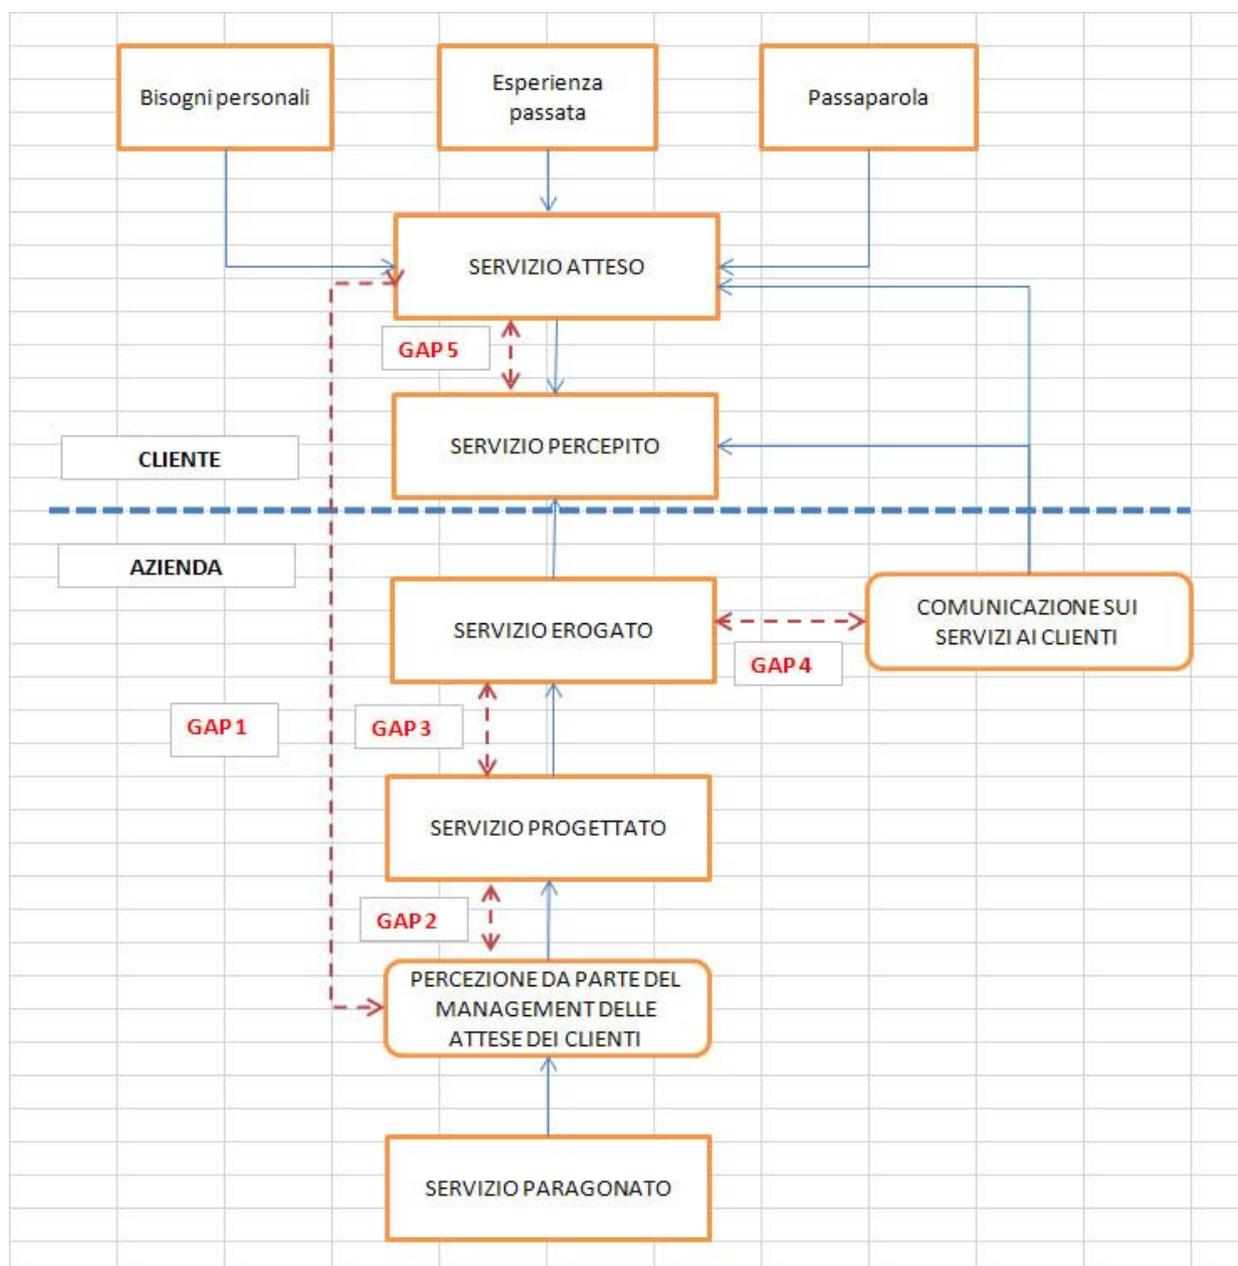 Bisogni personali
Esperienza
passata
Passaparola
SERVIZIO ATTESO
GAP 5
SERVIZIO PERCEPITO
CLIENTE
AZIENDA
SERVIZIO EROGATO
COMUNICAZIONE SUI
SERVIZI AI CLIENTI
GAP 4
GAP 1
GAP 3
SERVIZIO PROGETTATO
GAP 2
PERCEZIONE DA PARTE DEL
MANAGEMENT DELLE
ATTESE DEI CLIENTI
SERVIZIO PARAGONATO